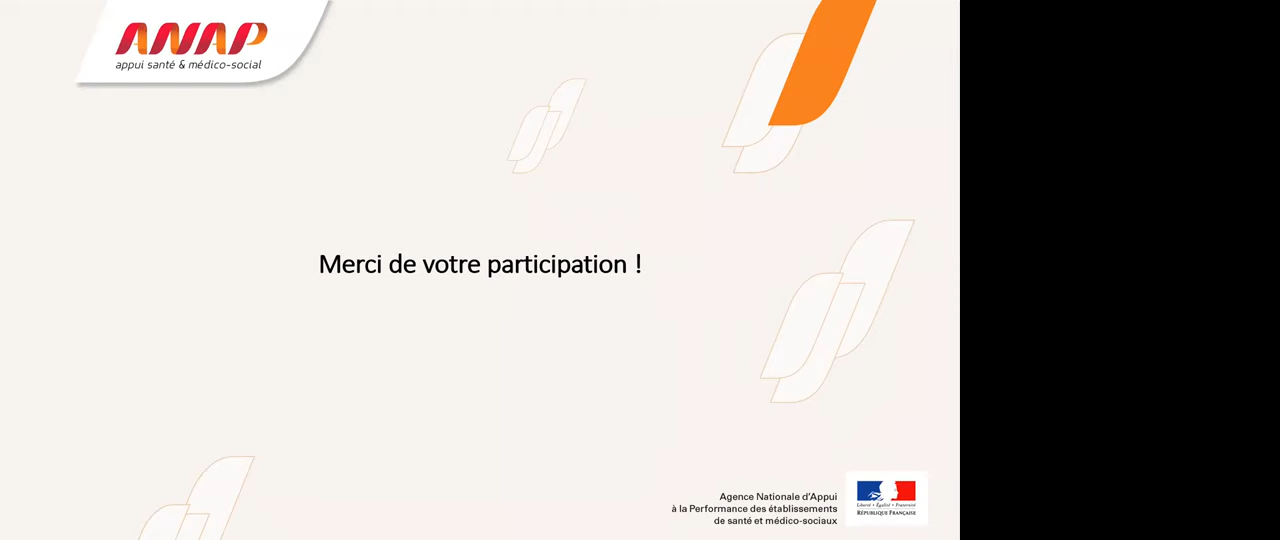 ANAP
appui santé & médico-social
Merci de votre participation !
Agence Nationale d'Appui
à la Performance des établissements
de santé et médico-sociaux
Liberté • Égalité • Fraternité
RÉPUBLIQUE FRANÇAISE